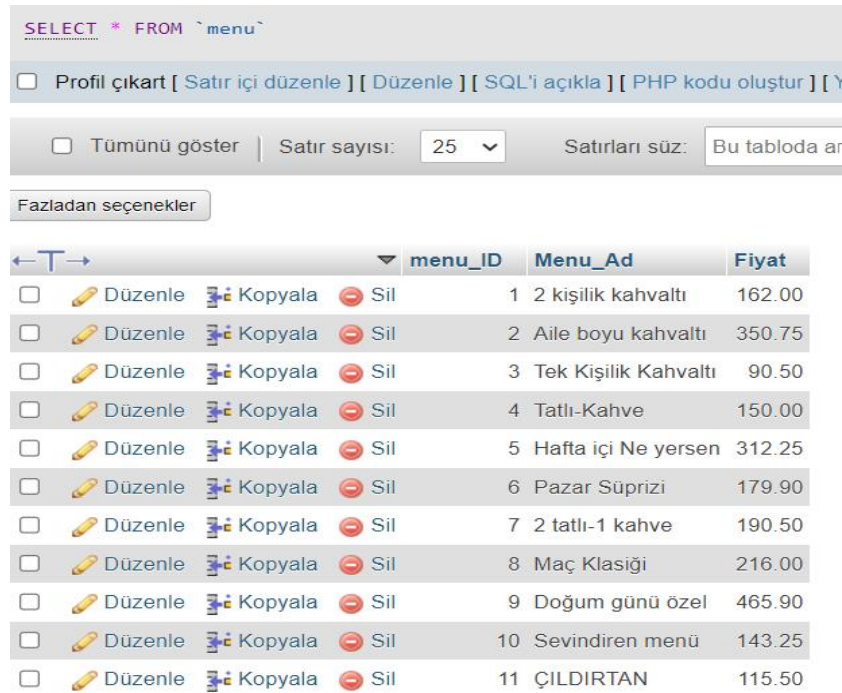 SELECT * FROM `menu`
Profil çıkart [ Satır içi düzenle ] [ Düzenle ] [ SQL'i açıkla ] [ PHP kodu oluştur ] [
Tümünü göster | Satır sayısı: 25 Satırları süz: Bu tabloda
Fazladan seçenekler
menu_ID Menu_Ad Fiyat
Düzenle Kopyala Sil 1 2 kişilik kahvaltı 162.00
Düzenle Kopyala Sil 2 Aile boyu kahvaltı 350.75
Düzenle Kopyala Sil 3 Tek Kişilik Kahvaltı 90.50
Düzenle Kopyala Sil 4 Tatlı-Kahve 150.00
Düzenle Kopyala Sil 5 Hafta içi Ne yersen 312.25
Düzenle Kopyala Sil 6 Pazar Süprizi 179.90
Düzenle Kopyala Sil 7 2 tatlı-1 kahve 190.50
Düzenle Kopyala Sil 8 Maç Klasiği 216.00
Düzenle Kopyala Sil 9 Doğum günü özel 465.90
Düzenle Kopyala Sil 10 Sevindiren menü 143.25
Düzenle Kopyala Sil 11 ÇILDIRTAN 115.50